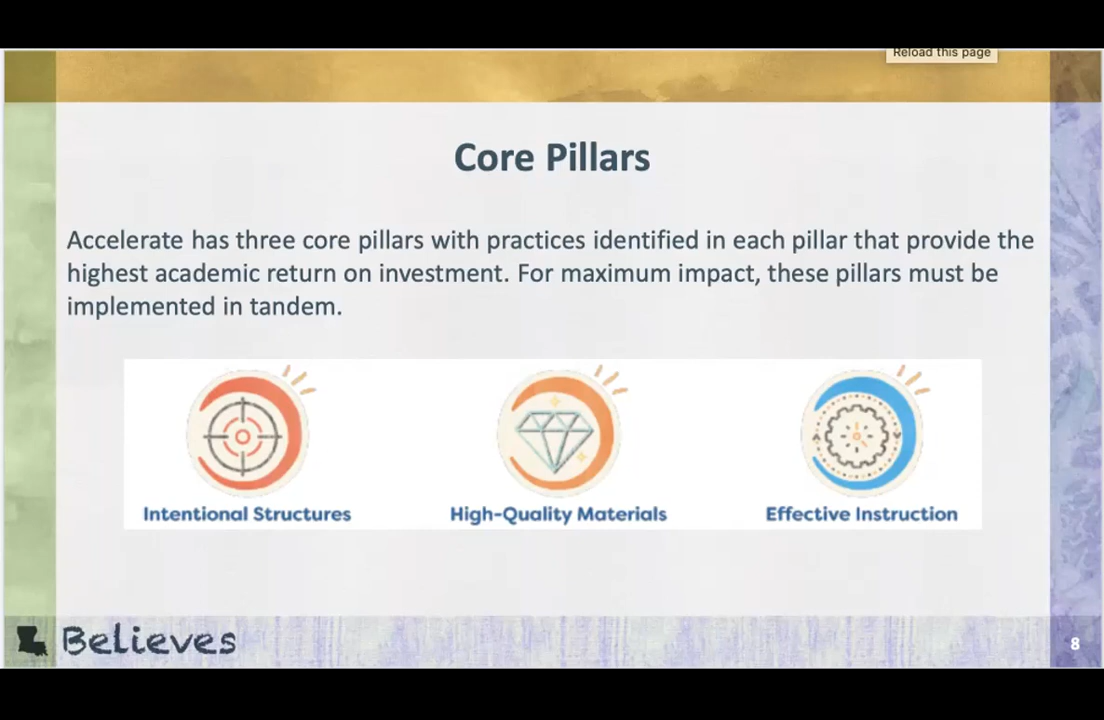 Reload this page
Core Pillars
Accelerate has three core pillars with practices identified in each pillar that provide the
highest academic return on investment. For maximum impact, these pillars must be
implemented in tandem.
Intentional Structures
High-Quality Materials
Effective Instruction
Believes
8